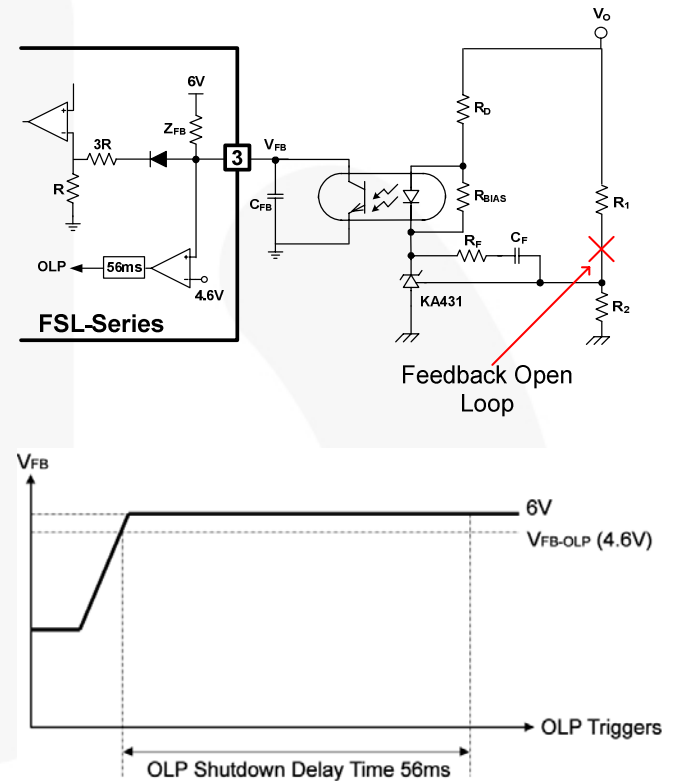 Vo
6V
ZFB
RD
3R
3
VFB
R
CFB
RBIAS
R1
RF
CF
OLP
56ms
4.6V
KA431
R2
FSL-Series
Feedback Open
Loop
VFB
6V
VFB-OLP (4.6V)
OLP Triggers
OLP Shutdown Delay Time 56ms